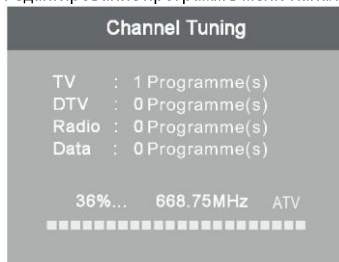 Channel Tuning
TV : 1 Programme(s)
DTV : 0 Programme(s)
Radio : 0 Programme(s)
Data : 0 Programme(s)
36%... 668.75MHz ATV